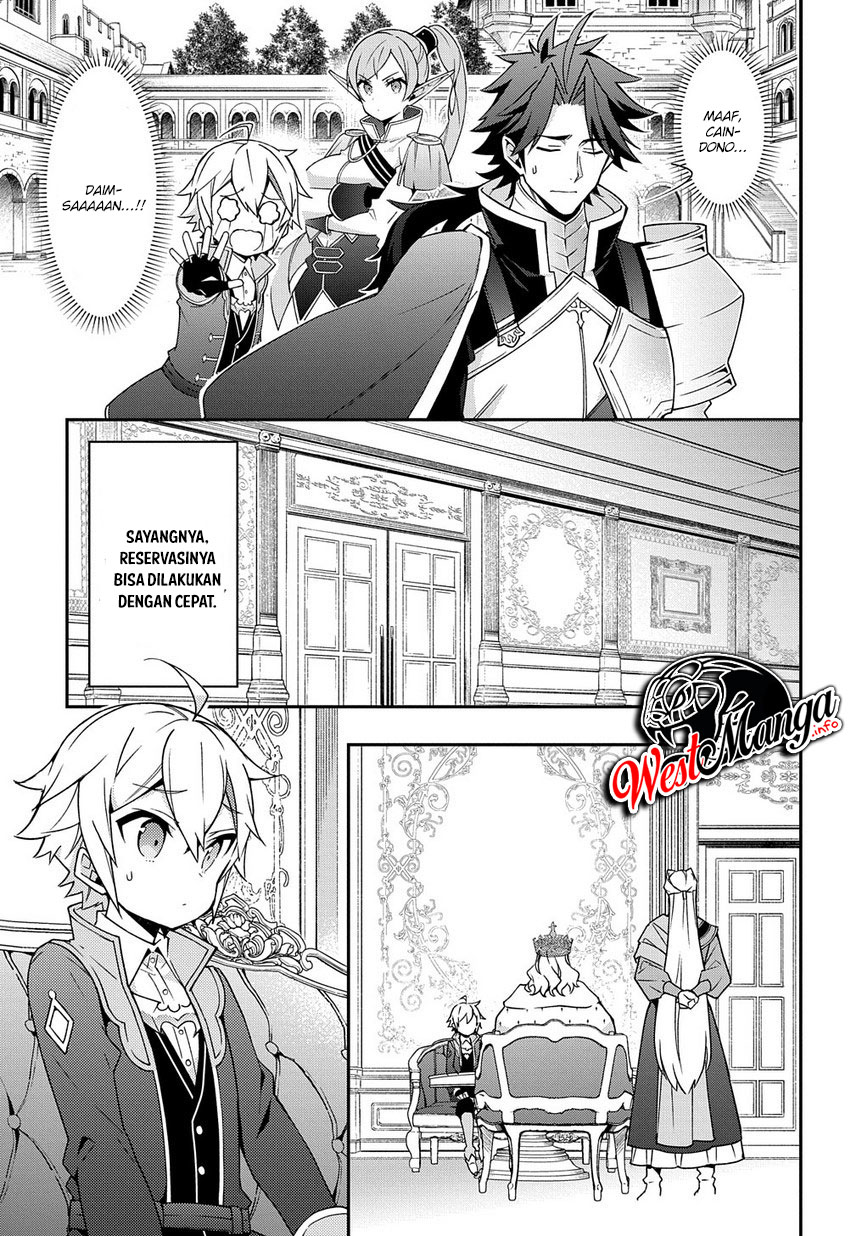 MAAF,
CAIN-
DONO...
DAIM-
SAAAAAN...!!
SAYANGNYA,
RESERVASINYA
BISA DILAKUKAN
DENGAN CEPAT.
WestManga
.info